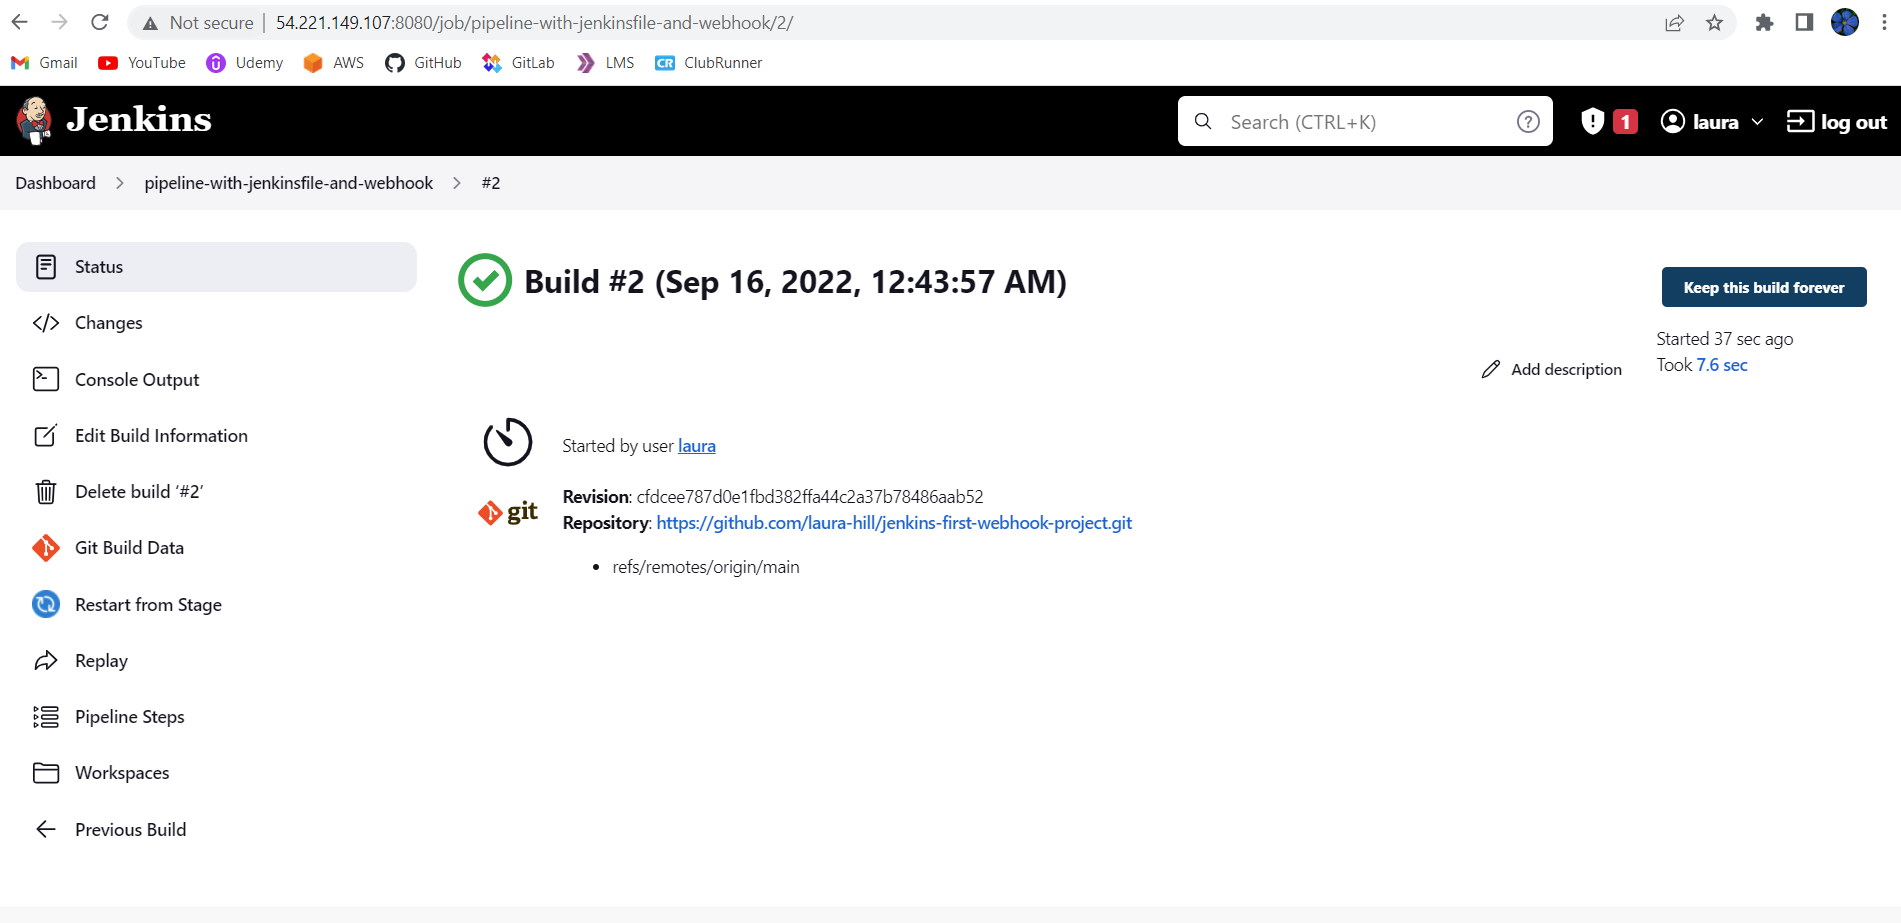 Not secure | 54.221.149.107:8080/job/pipeline-with-jenkinsfile-and-webhook/2/
Gmail YouTube Udemy AWS GitHub GitLab LMS CR ClubRunner
Jenkins Search (CTRL+K) ? 1 laura log out
Dashboard > pipeline-with-jenkinsfile-and-webhook > #2
Status
Changes
Console Output
Edit Build Information
Delete build ‘#2’
Git Build Data
Restart from Stage
Replay
Pipeline Steps
Workspaces
Previous Build
Build #2 (Sep 16, 2022, 12:43:57 AM)
Keep this build forever
Started 37 sec ago
Took 7.6 sec
Add description
Started by user laura
git
Revision: cfdcee787d0e1fbd382ffa44c2a37b78486aab52
Repository: https://github.com/laura-hill/jenkins-first-webhook-project.git
• refs/remotes/origin/main